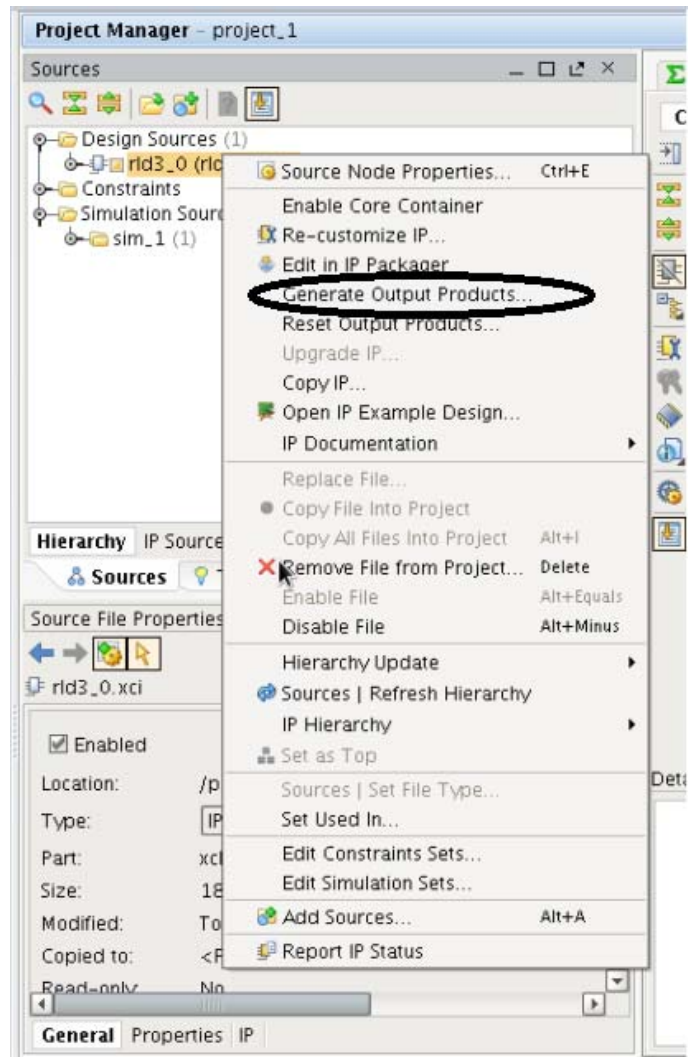 Project Manager - project_1
Sources
Design Sources (1)
rld3_0
Constraints
Simulation
sim_1 (1)
Source Node Properties... Ctrl+E
Enable Core Container
Re-customize IP...
Edit in IP Packager
Generate Output Products...
Reset Output Products...
Upgrade IP...
Copy IP...
Open IP Example Design...
IP Documentation
Replace File...
Copy File Into Project
Copy All Files Into Project Alt+I
Remove File from Project... Delete
Enable File Alt+Equals
Disable File Alt+Minus
Hierarchy Update
Sources | Refresh Hierarchy
IP Hierarchy
Set as Top
Sources | Set File Type...
Set Used In...
Edit Constraints Sets...
Edit Simulation Sets...
Add Sources... Alt+A
Report IP Status
Hierarchy IP Source
Sources
Source File Properties
rld3_0.xci
Enabled
Location: /p
Type: IP
Part: xc
Size: 18
Modified: To
Copied to:
Read-only: No
General Properties IP